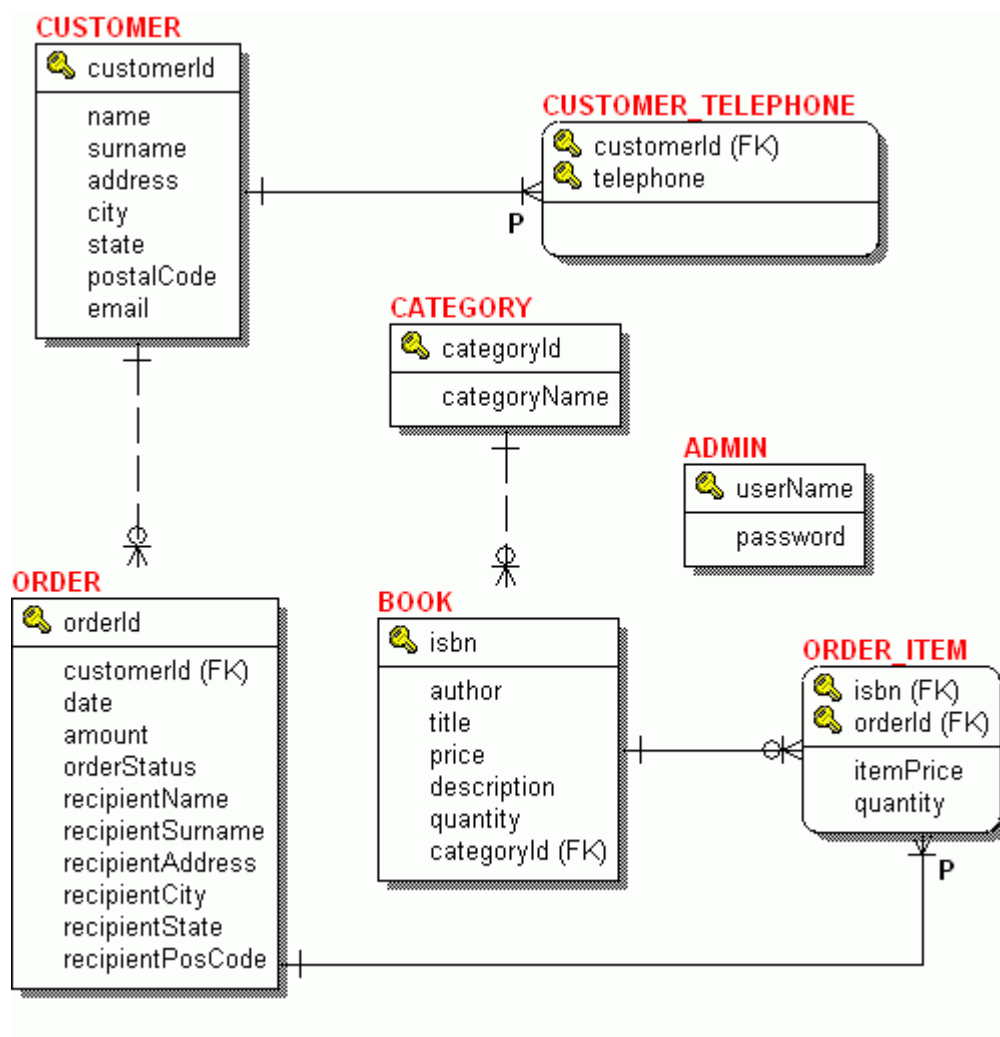 CUSTOMER
customerId
name
surname
address
city
state
postalCode
email
CUSTOMER_TELEPHONE
customerId (FK)
telephone
P
CATEGORY
categoryId
categoryName
ADMIN
userName
password
ORDER
orderId
customerId (FK)
date
amount
orderStatus
recipientName
recipientSurname
recipientAddress
recipientCity
recipientState
recipientPosCode
BOOK
isbn
author
title
price
description
quantity
categoryId (FK)
ORDER_ITEM
isbn (FK)
orderId (FK)
itemPrice
quantity
P